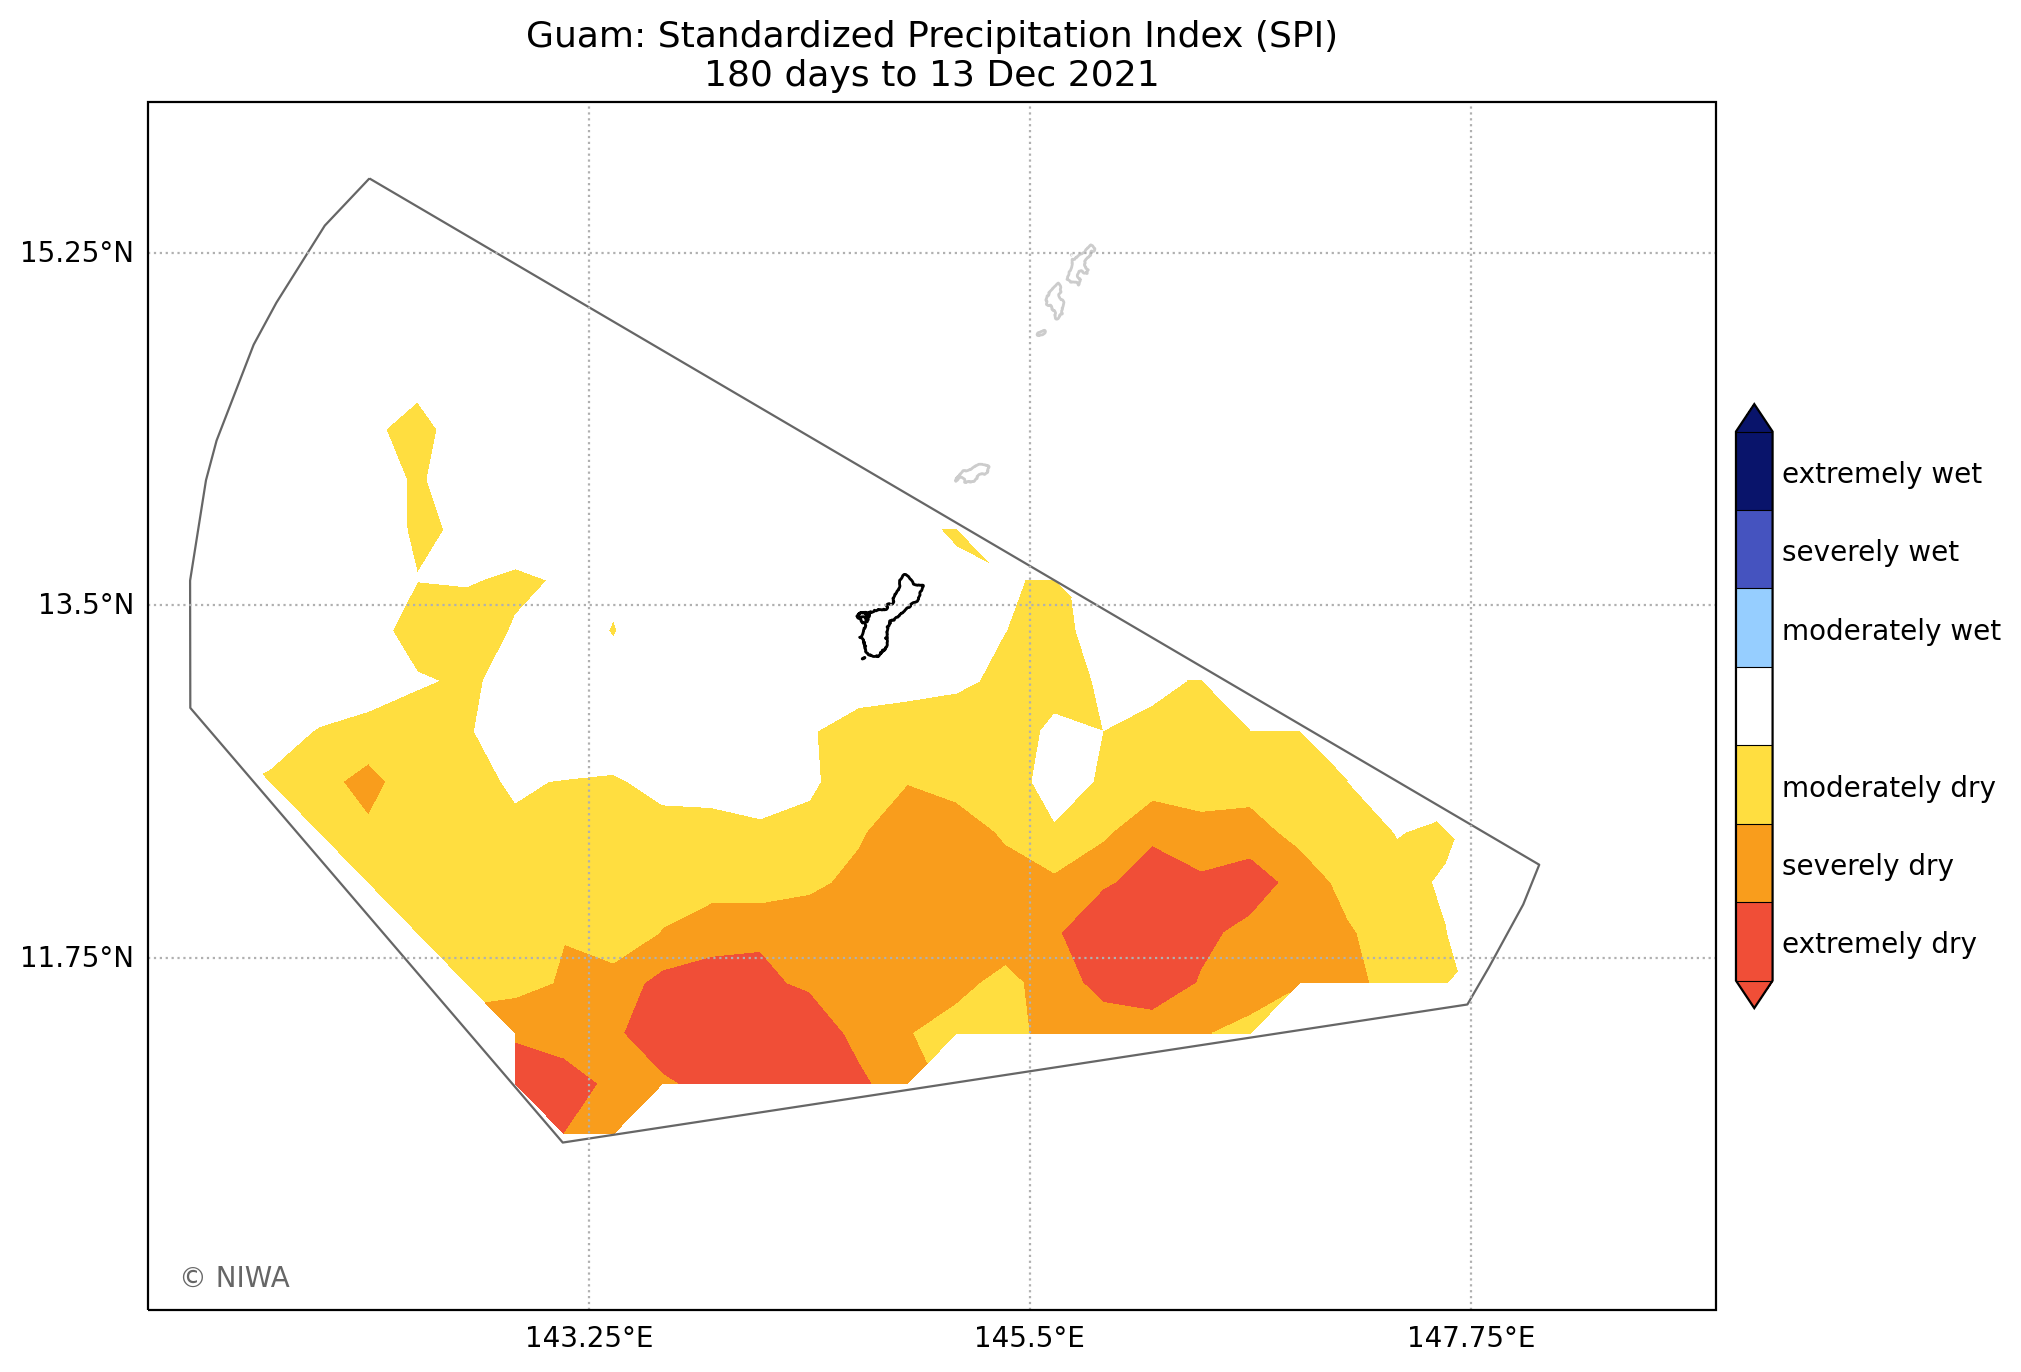 Guam: Standardized Precipitation Index (SPI)
180 days to 13 Dec 2021
15.25°N
13.5°N
11.75°N
143.25°E
145.5°E
147.75°E
extremely wet
severely wet
moderately wet
moderately dry
severely dry
extremely dry
© NIWA